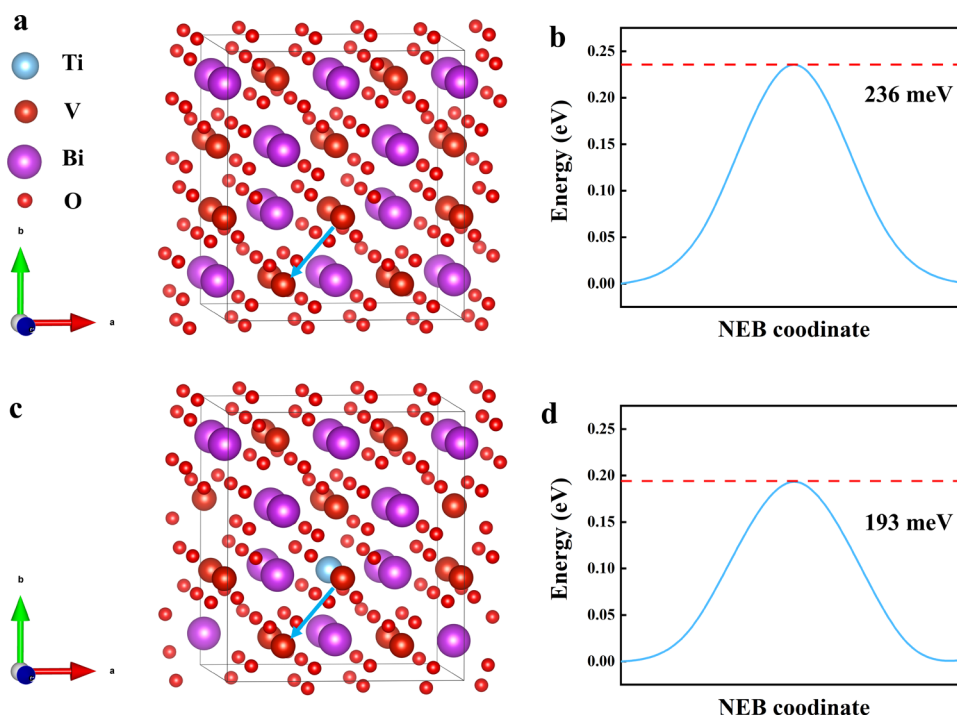 a
Ti
V
Bi
O
b
a
b
0.25
0.20
0.15
0.10
0.05
0.00
Energy (eV)
236 meV
NEB coodinate
c
b
a
d
0.25
0.20
0.15
0.10
0.05
0.00
Energy (eV)
193 meV
NEB coodinate